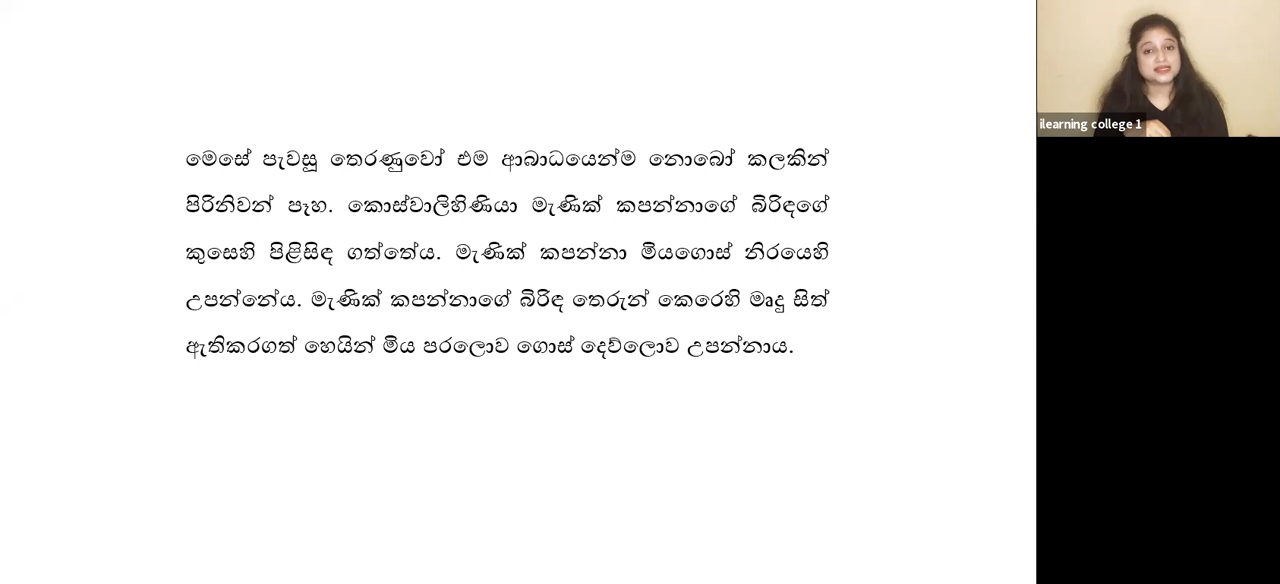 මෙසේ පැවසූ තෙරණුවෝ එම ආබාධයෙන්ම නොබෝ කලකින්
පිරිනිවන් පෑහ. කොස්වාලිහිණියා මැණික් කපන්නාගේ බිරිඳගේ
කුසෙහි පිළිසිඳ ගත්තේය. මැණික් කපන්නා මියගොස් නිරයෙහි
උපන්නේය. මැණික් කපන්නාගේ බිරිඳ තෙරුන් කෙරෙහි මෘදු සිත්
ඇතිකරගත් හෙයින් මිය පරලොව ගොස් දෙව්ලොව උපන්නාය.
ilearning college 1